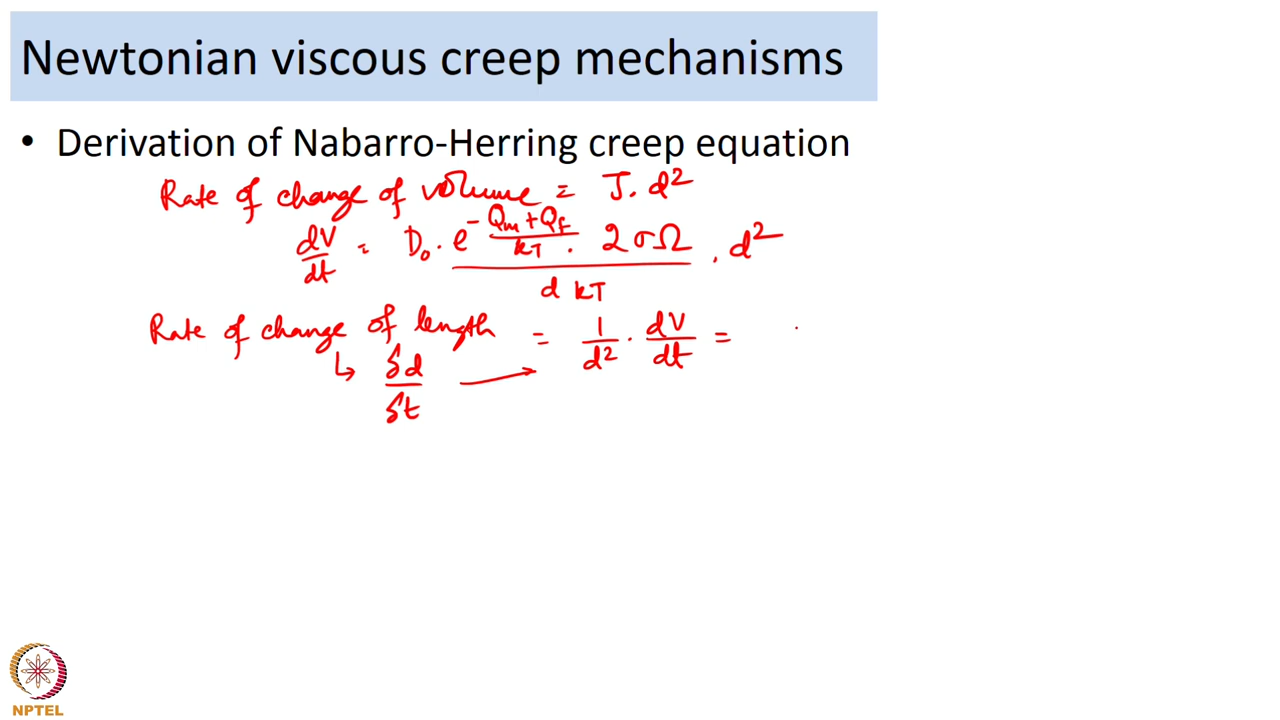 Newtonian viscous creep mechanisms
• Derivation of Nabarro-Herring creep equation
Rate of change of volume = J. d²
dV/dt = D₀ · e^(-(Qm+Qf)/kT) · 2σΩ / d kT . d²
Rate of change of length = 1/d² · dV/dt =
↳ δd/δt →
NPTEL